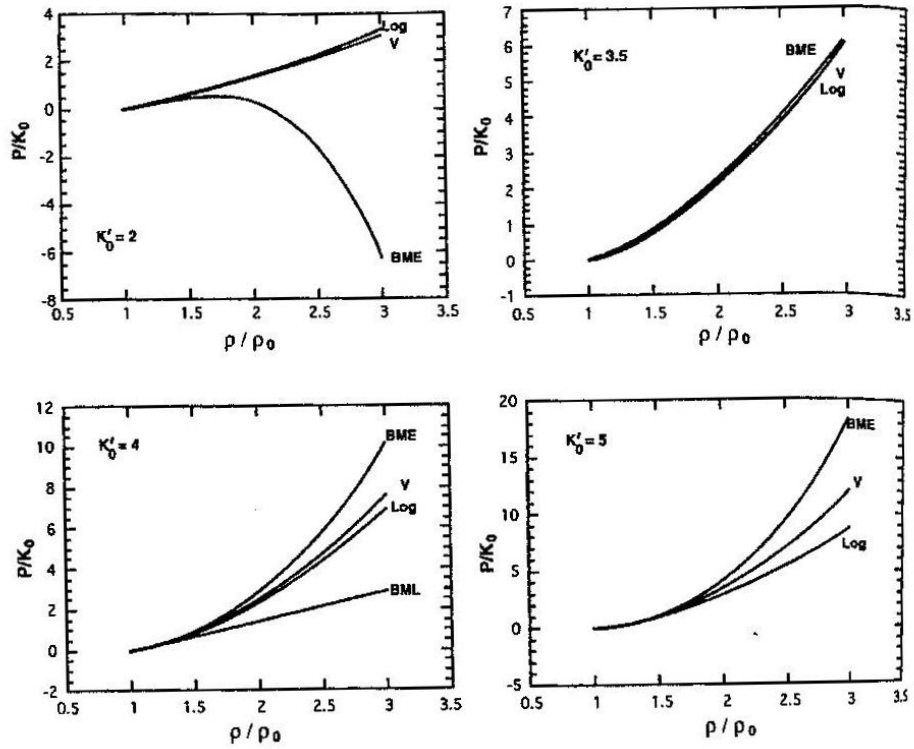 4
2
0
-2
-4
-6
-8
P/K₀
Log
V
BME
K₀′= 2
0.5 1 1.5 2 2.5 3 3.5
ρ / ρ₀
7
6
5
4
3
2
1
0
-1
P/K₀
K₀′= 3.5
BME
V
Log
0.5 1 1.5 2 2.5 3 3.5
ρ / ρ₀
12
10
8
6
4
2
0
-2
P/K₀
K₀′= 4
BME
V
Log
BML
0.5 1 1.5 2 2.5 3 3.5
ρ / ρ₀
20
15
10
5
0
-5
P/K₀
K₀′= 5
BME
V
Log
0.5 1 1.5 2 2.5 3 3.5
ρ / ρ₀